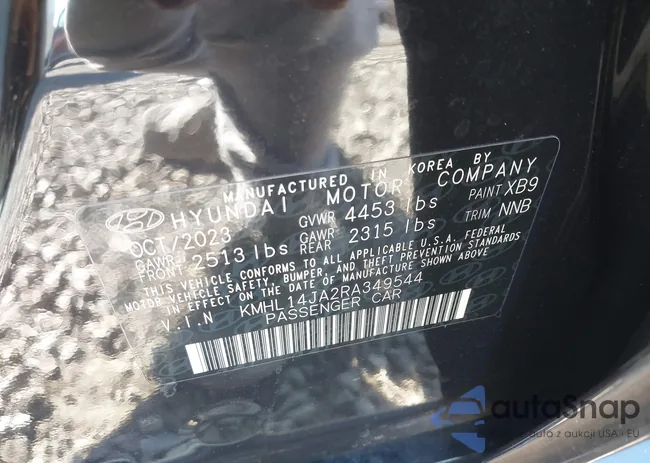 MANUFACTURED IN KOREA BY
HYUNDAI MOTOR COMPANY
OCT/2023 GVWR 4453 lbs PAINT XB9
GAWR FRONT 2513 lbs GAWR REAR 2315 lbs TRIM NNB
THIS VEHICLE CONFORMS TO ALL APPLICABLE U.S.A. FEDERAL
MOTOR VEHICLE SAFETY, BUMPER, AND THEFT PREVENTION STANDARDS
IN EFFECT ON THE DATE OF MANUFACTURE SHOWN ABOVE
V.I.N KMHL14JA2RA349544
PASSENGER CAR
autoSnap
auta z aukcji USA - EU